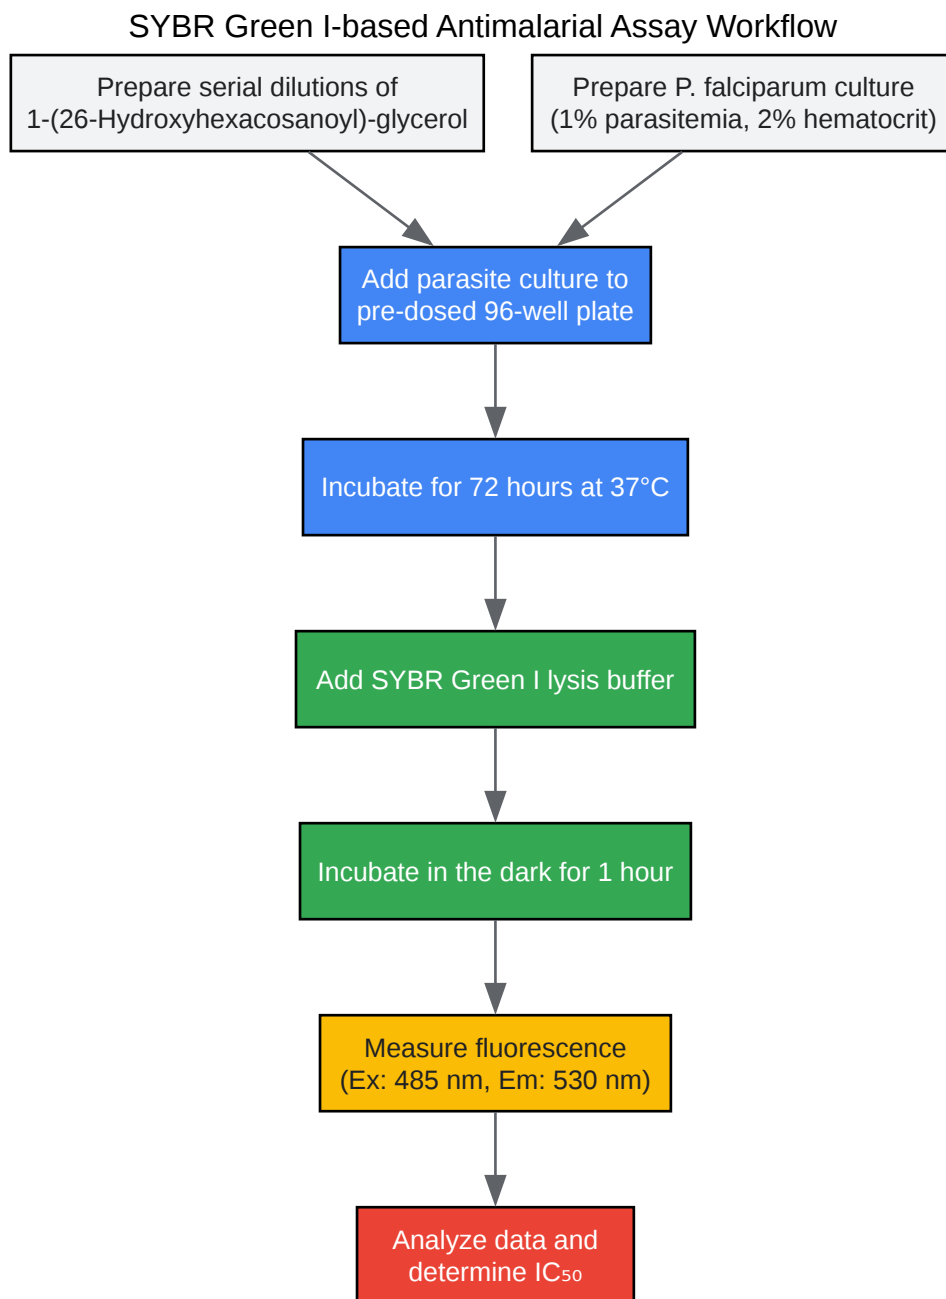 SYBR Green I-based Antimalarial Assay Workflow
Prepare serial dilutions of
1-(26-Hydroxyhexacosanoyl)-glycerol
Prepare P. falciparum culture
(1% parasitemia, 2% hematocrit)
Add parasite culture to
pre-dosed 96-well plate
Incubate for 72 hours at 37°C
Add SYBR Green I lysis buffer
Incubate in the dark for 1 hour
Measure fluorescence
(Ex: 485 nm, Em: 530 nm)
Analyze data and
determine IC₅₀